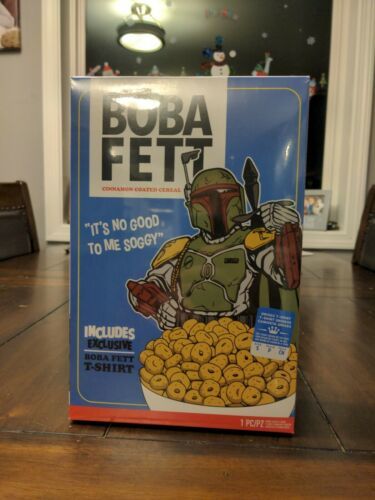 BOBA
FETT
CINNAMON COATED CEREAL
"IT'S NO GOOD
TO ME SOGGY"
INCLUDES
EXCLUSIVE
BOBA FETT
T-SHIRT
1 PC/PZ